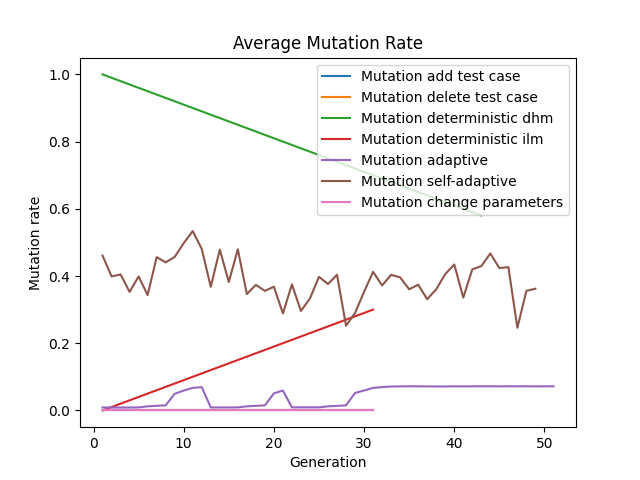 Average Mutation Rate
Mutation rate
1.0
0.8
0.6
0.4
0.2
0.0
Mutation add test case
Mutation delete test case
Mutation deterministic dhm
Mutation deterministic ilm
Mutation adaptive
Mutation self-adaptive
Mutation change parameters
0 10 20 30 40 50
Generation